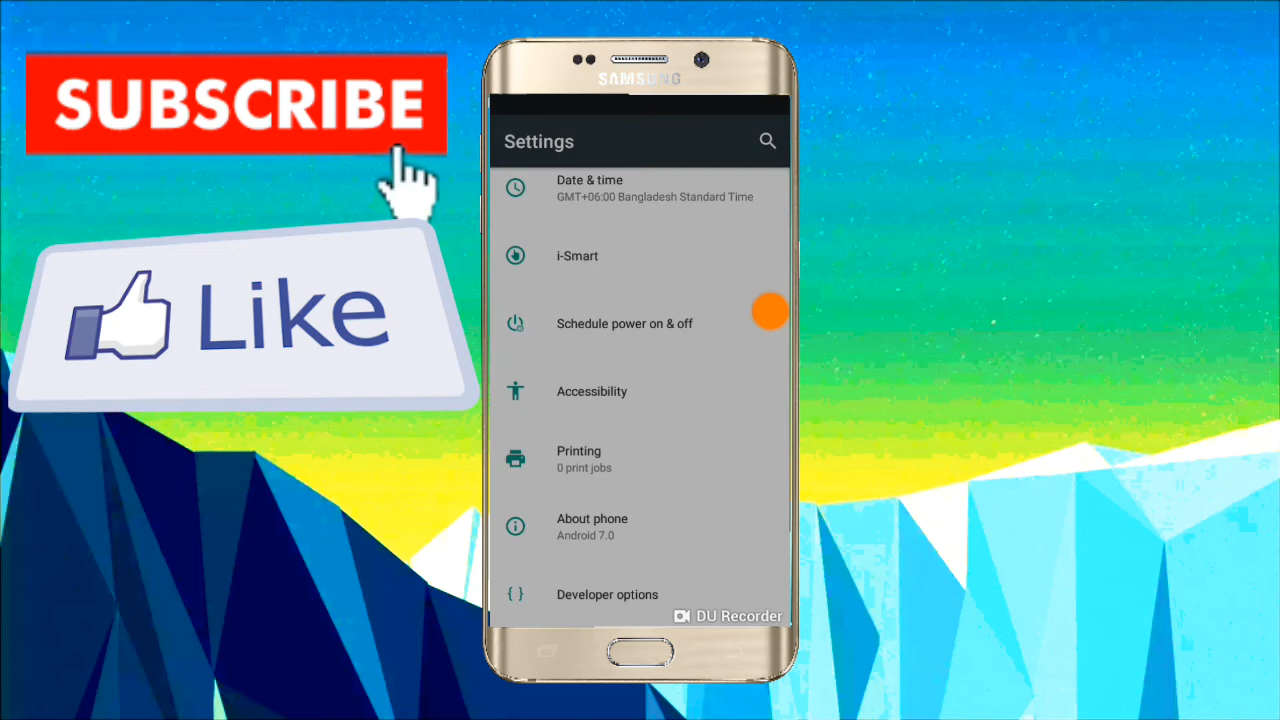 SUBSCRIBE
Like
SAMSUNG
Settings
Date & time
GMT+06:00 Bangladesh Standard Time
i-Smart
Schedule power on & off
Accessibility
Printing
0 print jobs
About phone
Android 7.0
{ } Developer options
DU Recorder